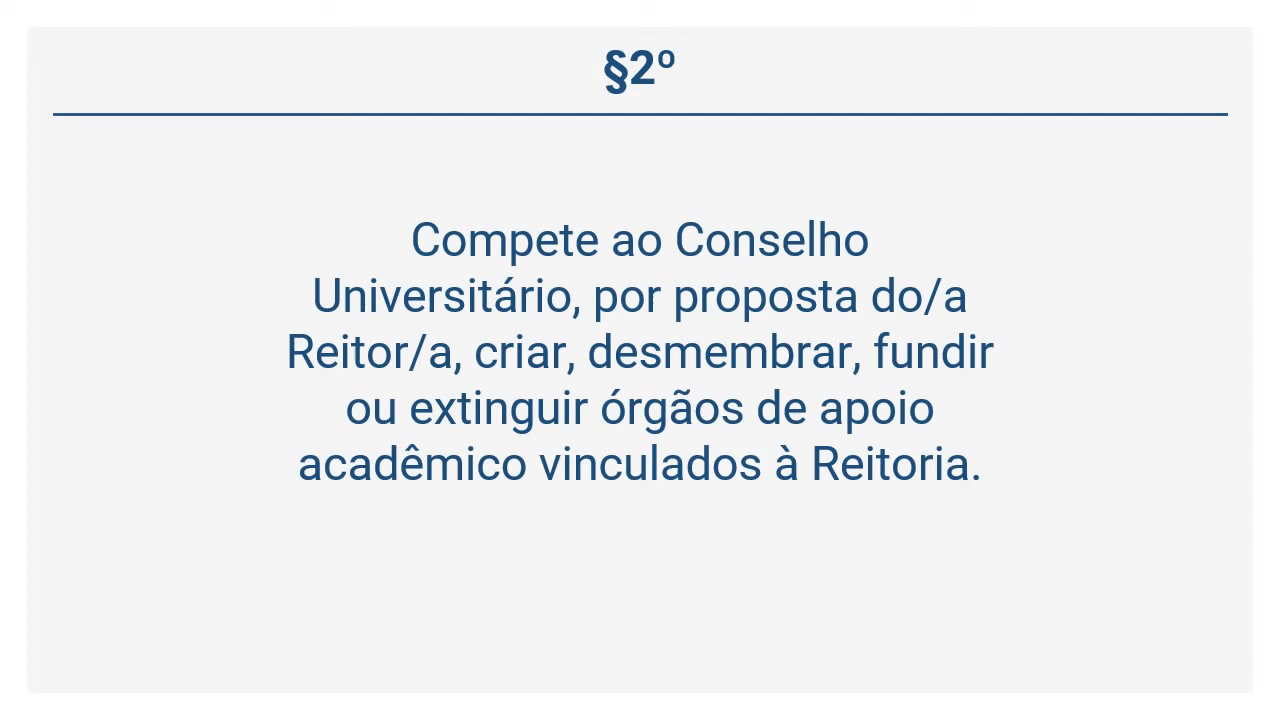 §2º
Compete ao Conselho
Universitário, por proposta do/a
Reitor/a, criar, desmembrar, fundir
ou extinguir órgãos de apoio
acadêmico vinculados à Reitoria.